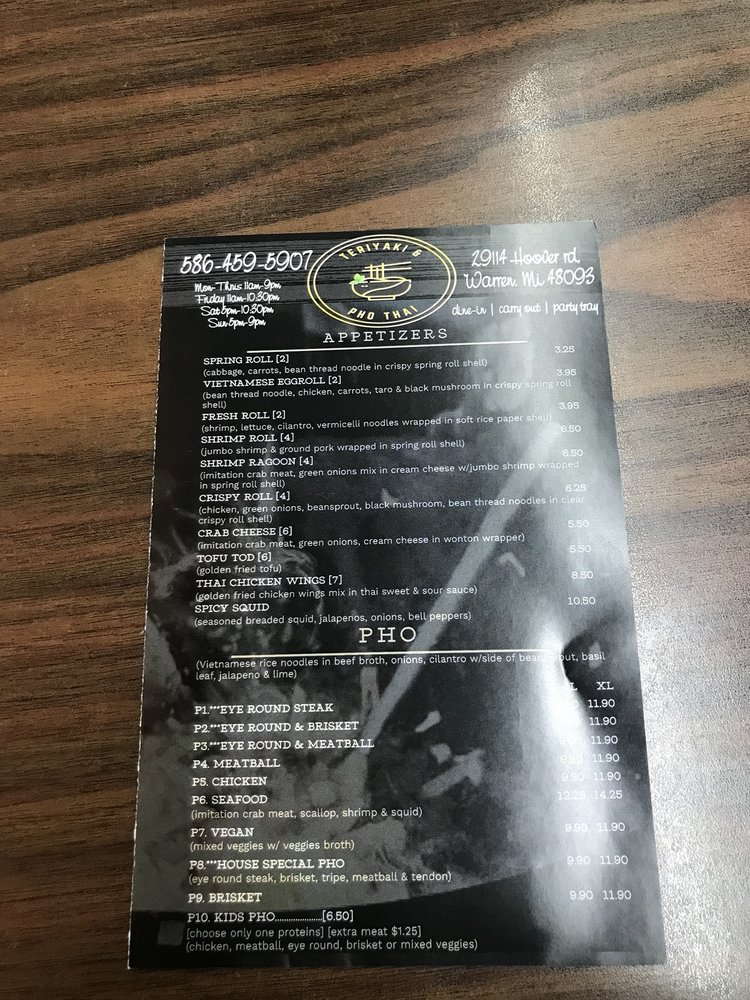 586-459-5907
Mon-Thurs 11am-9pm
Friday 11am-10:30pm
Sat 5pm-10:30pm
Sun 5pm-9pm
TERIYAKI &
PHO THAI
29114 Hoover rd,
Warren, Mi 48093
dine-in | carry out | party tray
APPETIZERS
SPRING ROLL [2] 3.25
(cabbage, carrots, bean thread noodle in crispy spring roll shell)
VIETNAMESE EGGROLL [2] 3.95
(bean thread noodle, chicken, carrots, taro & black mushroom in crispy spring roll
shell)
FRESH ROLL [2] 3.95
(shrimp, lettuce, cilantro, vermicelli noodles wrapped in soft rice paper shell)
SHRIMP ROLL [4] 6.50
(jumbo shrimp & ground pork wrapped in spring roll shell)
SHRIMP RAGOON [4] 6.50
(imitation crab meat, green onions mix in cream cheese w/jumbo shrimp wrapped
in spring roll shell)
CRISPY ROLL [4] 6.25
(chicken, green onions, beansprout, black mushroom, bean thread noodles in clear
crispy roll shell)
CRAB CHEESE [6] 5.50
(imitation crab meat, green onions, cream cheese in wonton wrapper)
TOFU TOD [6] 5.50
(golden fried tofu)
THAI CHICKEN WINGS [7] 8.50
(golden fried chicken wings mix in thai sweet & sour sauce)
SPICY SQUID 10.50
(seasoned breaded squid, jalapenos, onions, bell peppers)
PHO
(Vietnamese rice noodles in beef broth, onions, cilantro w/side of beansprout, basil
leaf, jalapeno & lime)
L XL
P1.***EYE ROUND STEAK 11.90
P2.***EYE ROUND & BRISKET 11.90
P3.***EYE ROUND & MEATBALL 11.90
P4. MEATBALL 9.90 11.90
P5. CHICKEN 9.90 11.90
P6. SEAFOOD 12.25 14.25
(imitation crab meat, scallop, shrimp & squid)
P7. VEGAN 9.90 11.90
(mixed veggies w/ veggies broth)
P8.***HOUSE SPECIAL PHO 9.90 11.90
(eye round steak, brisket, tripe, meatball & tendon)
P9. BRISKET 9.90 11.90
P10. KIDS PHO....................[6.50]
[choose only one proteins] [extra meat $1.25]
(chicken, meatball, eye round, brisket or mixed veggies)